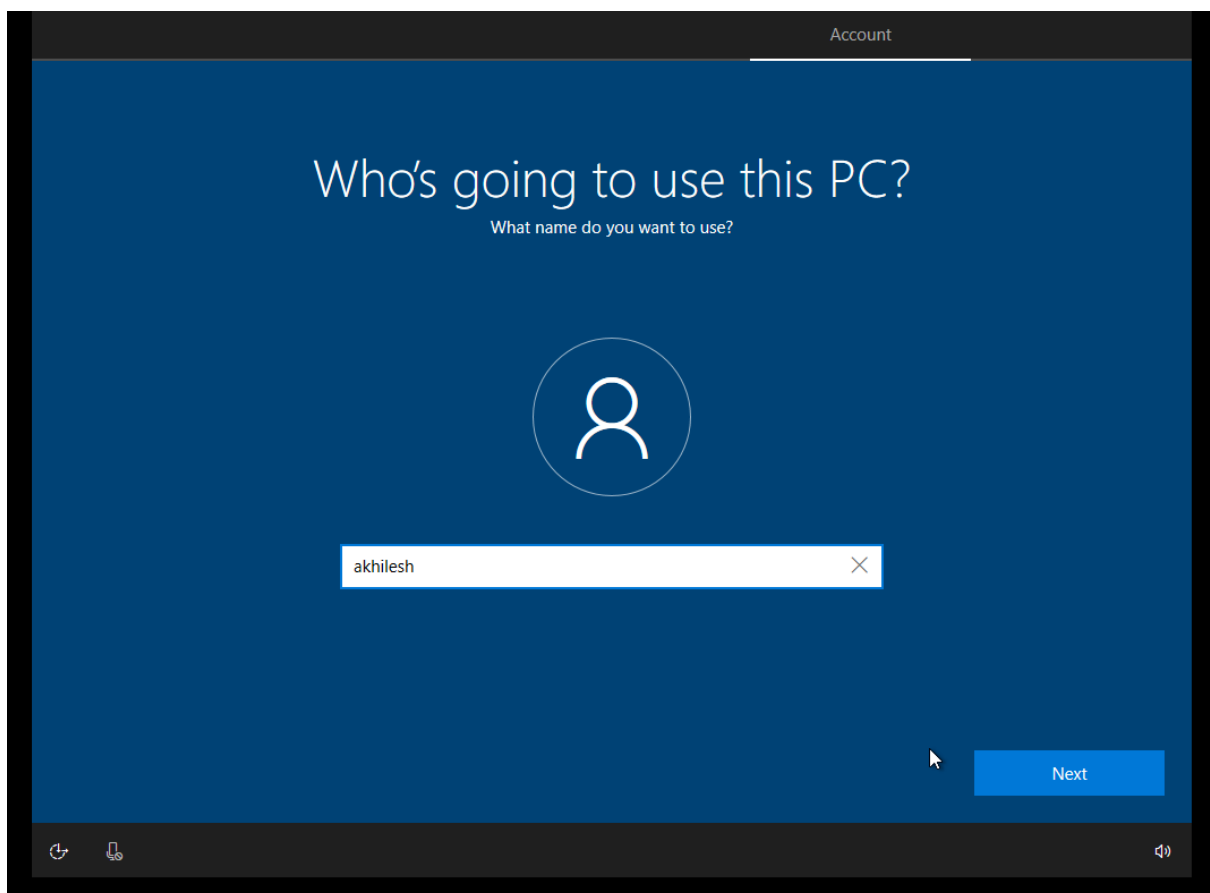 Account
Who's going to use this PC?
What name do you want to use?
akhilesh
Next